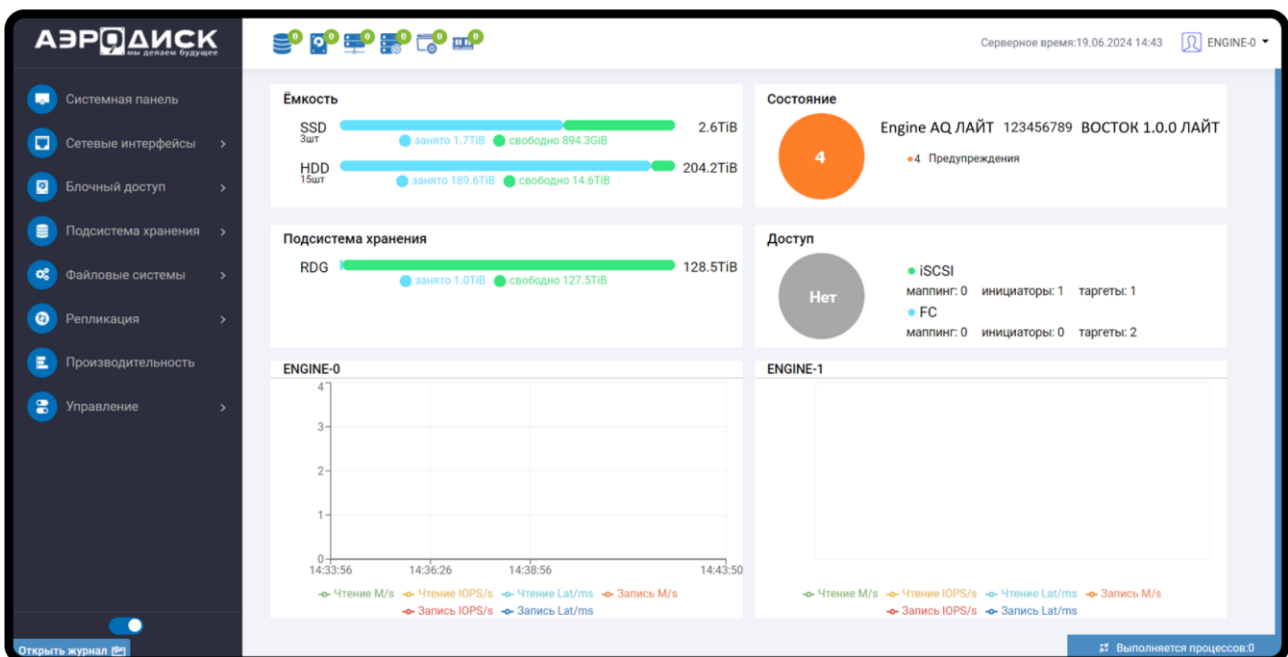 АЭРОДИСК
мы делаем будущее
0 0 0 0 0 0
Серверное время:19.06.2024 14:43 ENGINE-0
Системная панель
Сетевые интерфейсы
Блочный доступ
Подсистема хранения
Файловые системы
Репликация
Производительность
Управление
Открыть журнал
Ёмкость
SSD 2.6TiB
3шт занято 1.7TiB свободно 894.3GiB
HDD 204.2TiB
15шт занято 189.6TiB свободно 14.6TiB
Состояние
4
Engine AQ ЛАЙТ 123456789 ВОСТОК 1.0.0 ЛАЙТ
4 Предупреждения
Подсистема хранения
RDG 128.5TiB
занято 1.0TiB свободно 127.5TiB
Доступ
Нет
iSCSI
маппинг: 0 инициаторы: 1 таргеты: 1
FC
маппинг: 0 инициаторы: 0 таргеты: 2
ENGINE-0
4
3
2
1
0
14:33:56 14:36:26 14:38:56 14:43:50
Чтение M/s Чтение IOPS/s Чтение Lat/ms Запись M/s
Запись IOPS/s Запись Lat/ms
ENGINE-1
Чтение M/s Чтение IOPS/s Чтение Lat/ms Запись M/s
Запись IOPS/s Запись Lat/ms
Выполняется процессов:0